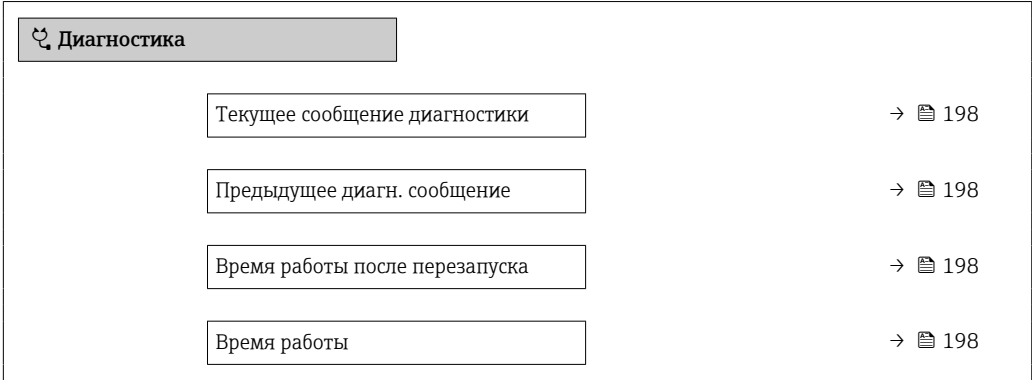 Диагностика
Текущее сообщение диагностики → 198
Предыдущее диагн. сообщение → 198
Время работы после перезапуска → 198
Время работы → 198